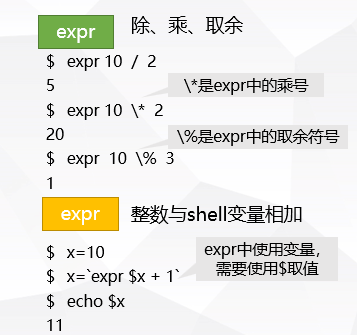 expr 除、乘、取余
$ expr 10 / 2
5
\*是expr中的乘号
$ expr 10 \* 2
20
\%是expr中的取余符号
$ expr 10 \% 3
1
expr 整数与shell变量相加
$ x=10
expr中使用变量，
需要使用$取值
$ x=`expr $x + 1`
$ echo $x
11